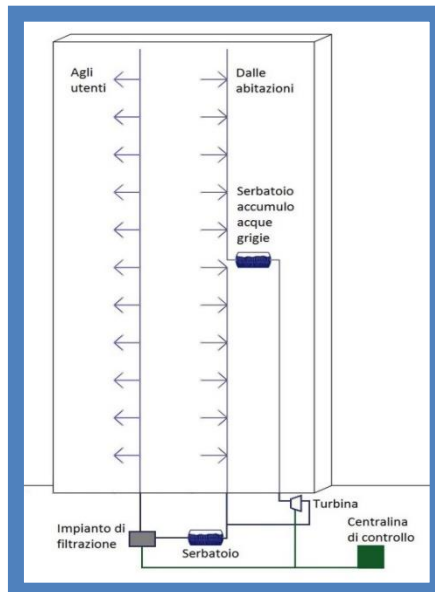 Agli
utenti
Dalle
abitazioni
Serbatoio
accumulo
acque
grigie
Turbina
Impianto di
filtrazione
Serbatoio
Centralina
di controllo